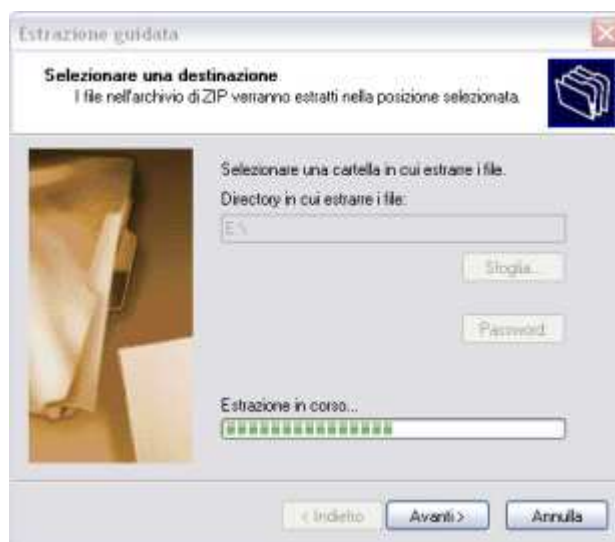 Estrazione guidata
Selezionare una destinazione
I file nell'archivio di ZIP verranno estratti nella posizione selezionata.
Selezionare una cartella in cui estrarre i file.
Directory in cui estrarre i file:
E:\
Sfoglia...
Password
Estrazione in corso...
< Indietro
Avanti >
Annulla